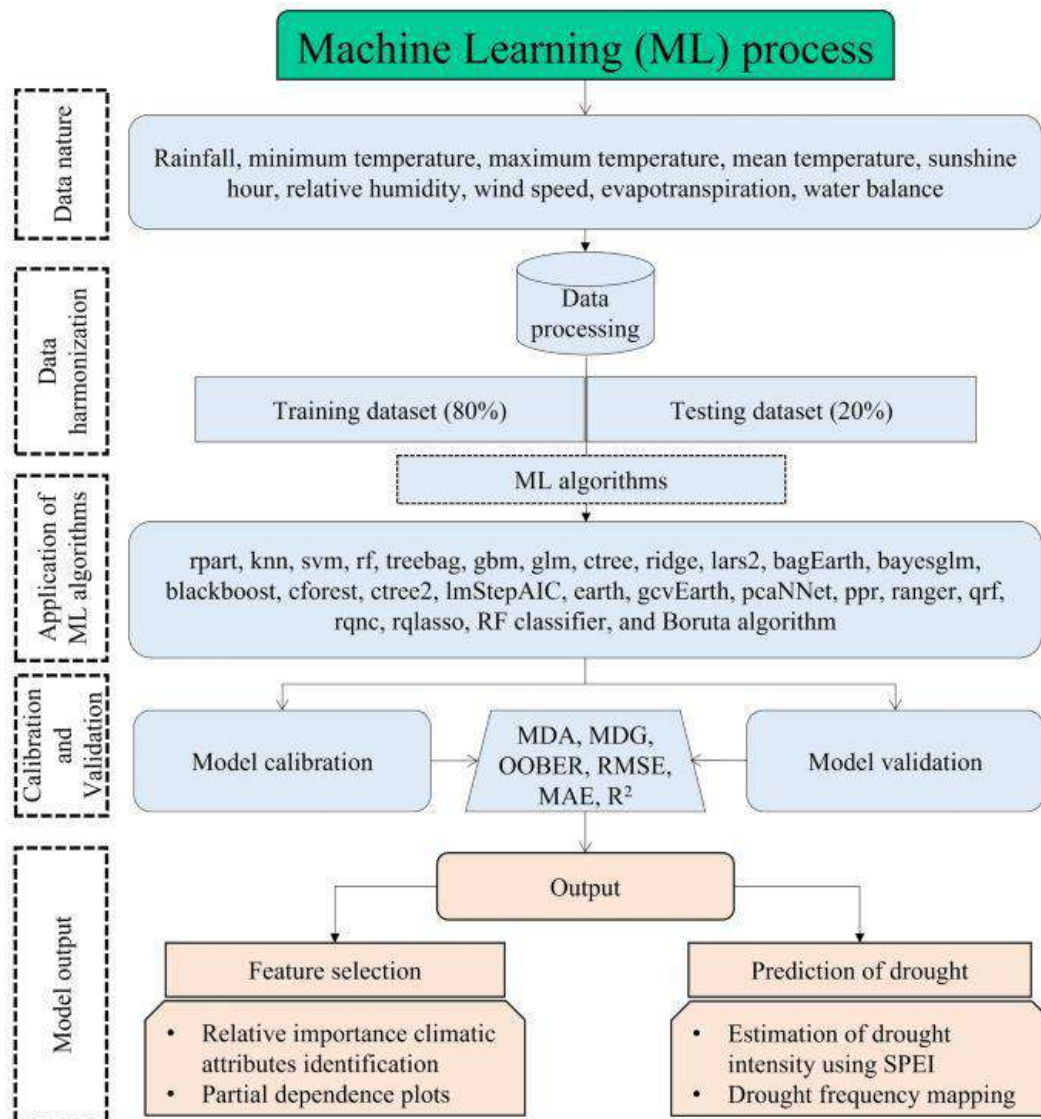 Machine Learning (ML) process
Data nature
Rainfall, minimum temperature, maximum temperature, mean temperature, sunshine
hour, relative humidity, wind speed, evapotranspiration, water balance
Data
harmonization
Data
processing
Training dataset (80%)
Testing dataset (20%)
Application of
ML algorithms
ML algorithms
rpart, knn, svm, rf, treebag, gbm, glm, ctree, ridge, lars2, bagEarth, bayesglm,
blackboost, cforest, ctree2, lmStepAIC, earth, gcvEarth, pcaNNet, ppr, ranger, qrf,
rqnc, rqlasso, RF classifier, and Boruta algorithm
Calibration
and
Validation
Model calibration
MDA, MDG,
OOBER, RMSE,
MAE, R²
Model validation
Model output
Output
Feature selection
• Relative importance climatic
attributes identification
• Partial dependence plots
Prediction of drought
• Estimation of drought
intensity using SPEI
• Drought frequency mapping